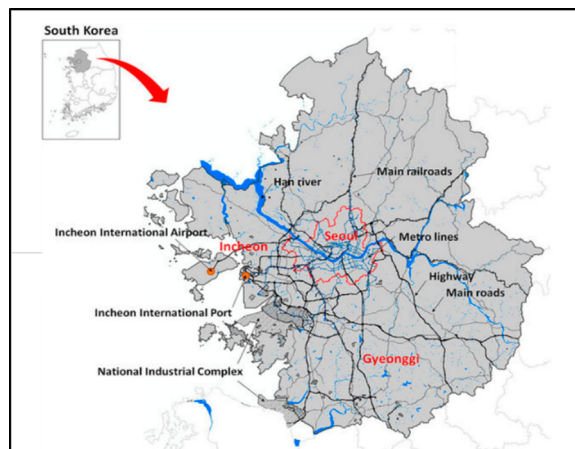 South Korea
Main railroads
Han river
Incheon International Airport
Incheon
Seoul
Metro lines
Highway
Main roads
Incheon International Port
Gyeonggi
National Industrial Complex